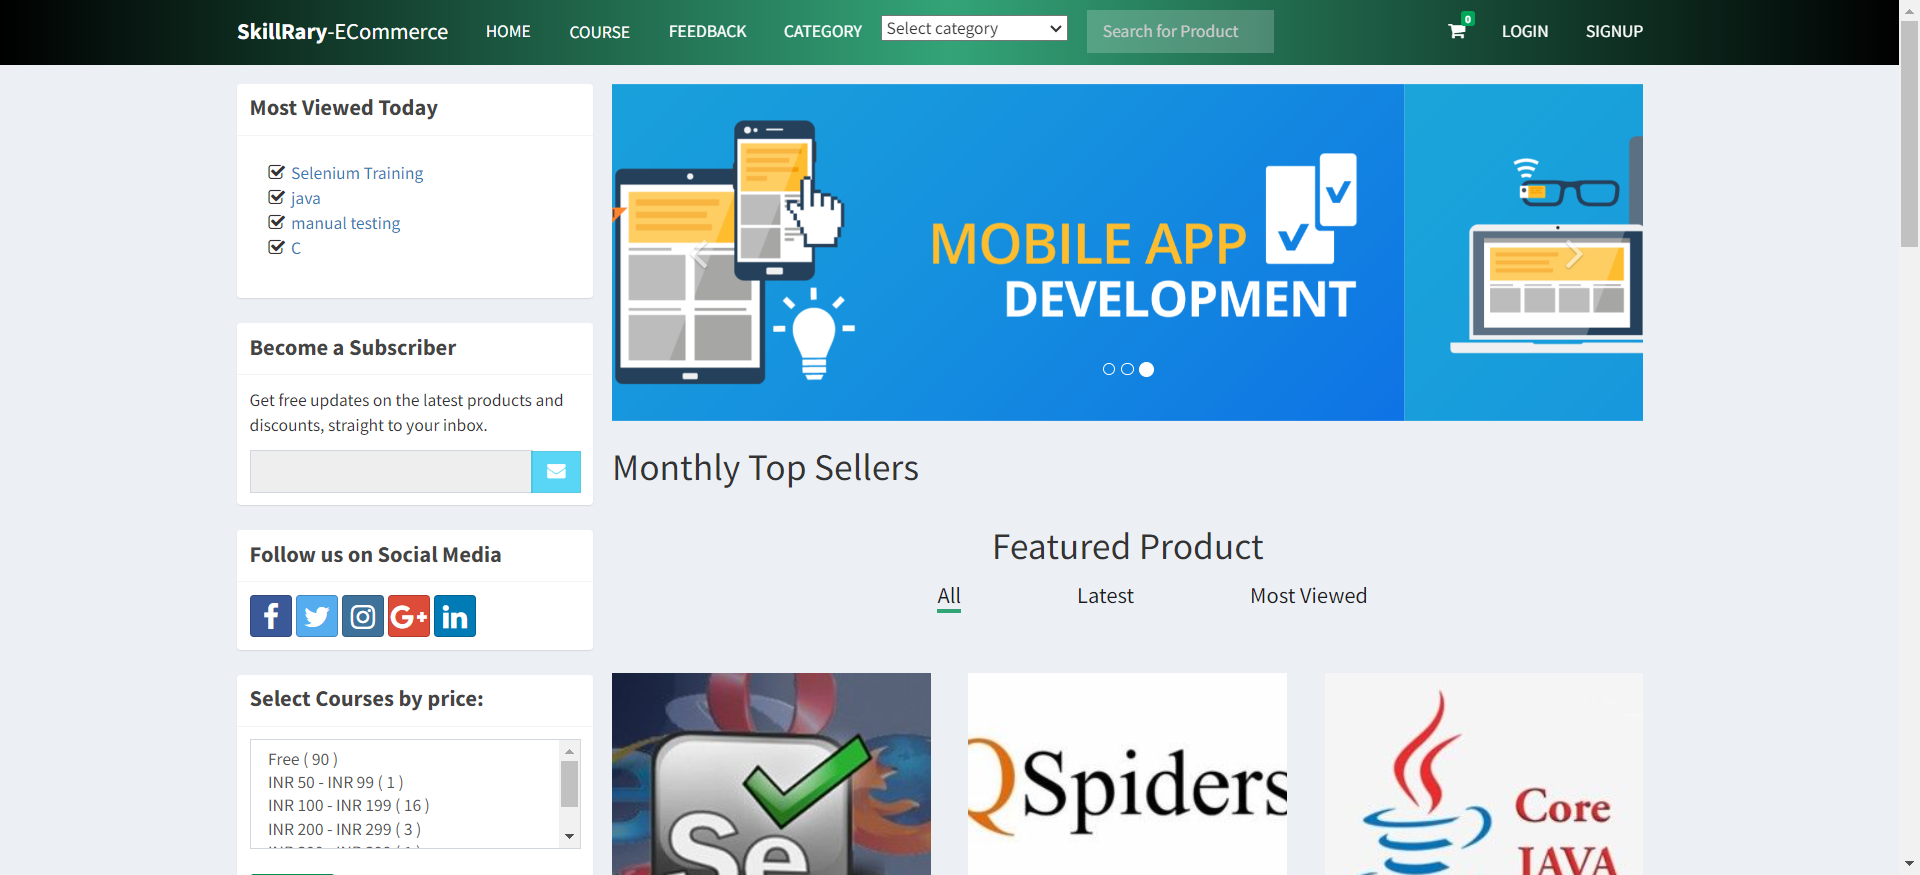 SkillRary-ECommerce HOME COURSE FEEDBACK CATEGORY Select category Search for Product 0 LOGIN SIGNUP
Most Viewed Today
Selenium Training
java
manual testing
C
Become a Subscriber
Get free updates on the latest products and
discounts, straight to your inbox.
Follow us on Social Media
f G+ in
Select Courses by price:
Free ( 90 )
INR 50 - INR 99 ( 1 )
INR 100 - INR 199 ( 16 )
INR 200 - INR 299 ( 3 )
MOBILE APP
DEVELOPMENT
Monthly Top Sellers
Featured Product
All Latest Most Viewed
Se
QSpiders
Core
JAVA